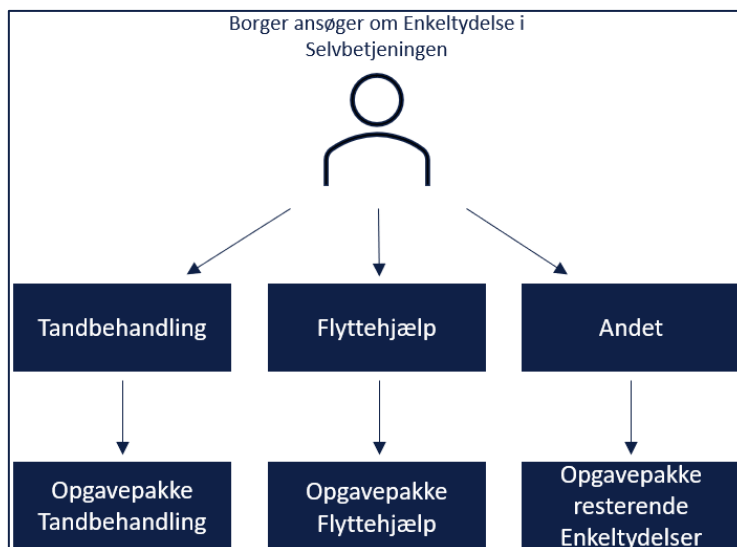 Borger ansøger om Enkeltydelse i
Selvbetjeningen
Tandbehandling
Flyttehjælp
Andet
Opgavepakke
Tandbehandling
Opgavepakke
Flyttehjælp
Opgavepakke
resterende
Enkeltydelser